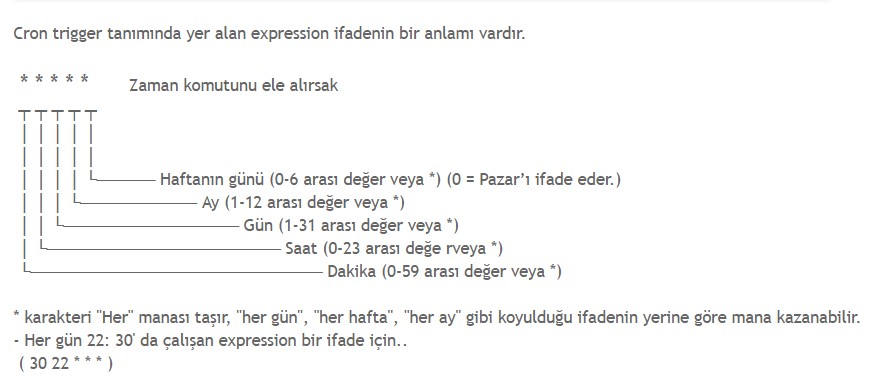 Cron trigger tanımında yer alan expression ifadenin bir anlamı vardır.
* * * * * Zaman komutunu ele alırsak
Haftanın günü (0-6 arası değer veya *) (0 = Pazar’ı ifade eder.)
Ay (1-12 arası değer veya *)
Gün (1-31 arası değer veya *)
Saat (0-23 arası değe rveya *)
Dakika (0-59 arası değer veya *)
* karakteri "Her" manası taşır, "her gün", "her hafta", "her ay" gibi koyulduğu ifadenin yerine göre mana kazanabilir.
- Her gün 22: 30' da çalışan expression bir ifade için..
( 30 22 * * * )